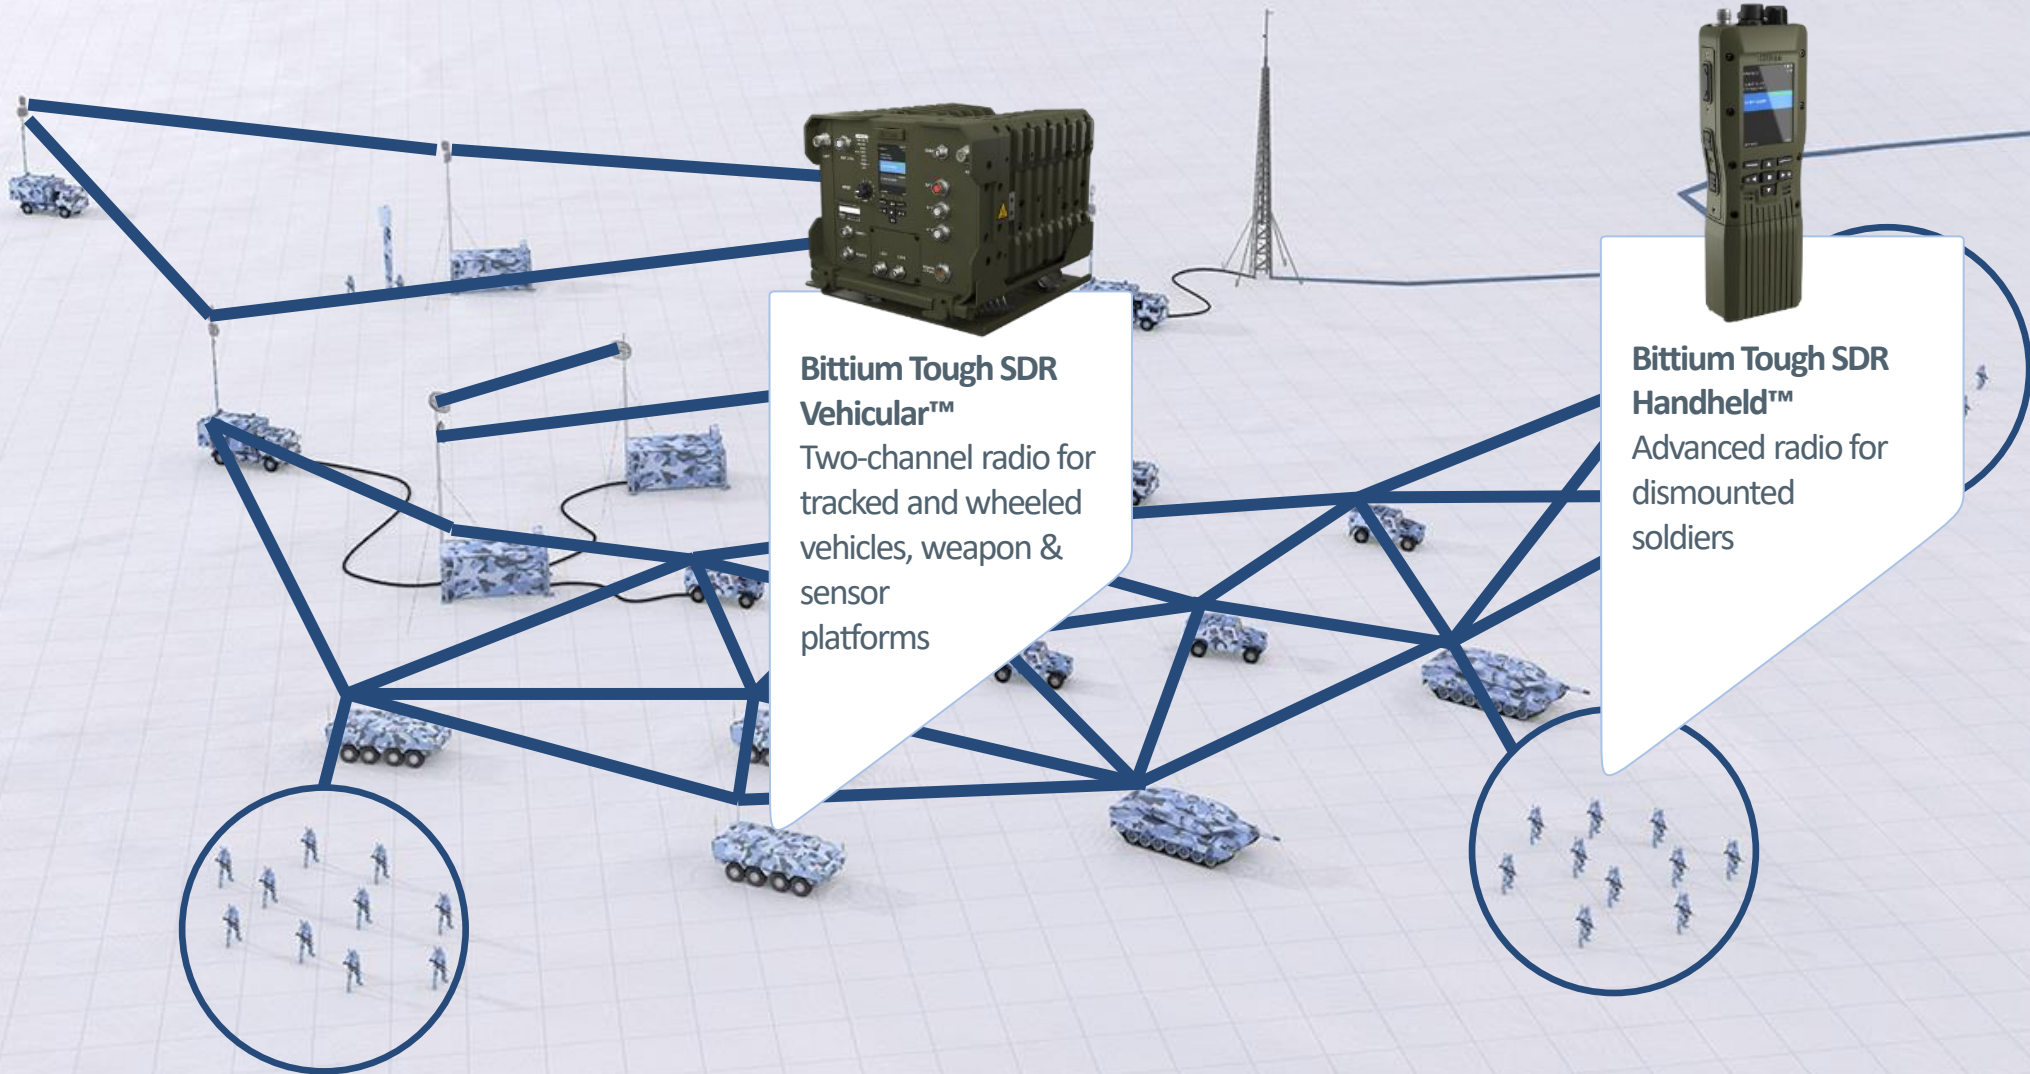 Bittium Tough SDR
Vehicular™
Two-channel radio for
tracked and wheeled
vehicles, weapon &
sensor
platforms
Bittium Tough SDR
Handheld™
Advanced radio for
dismounted
soldiers